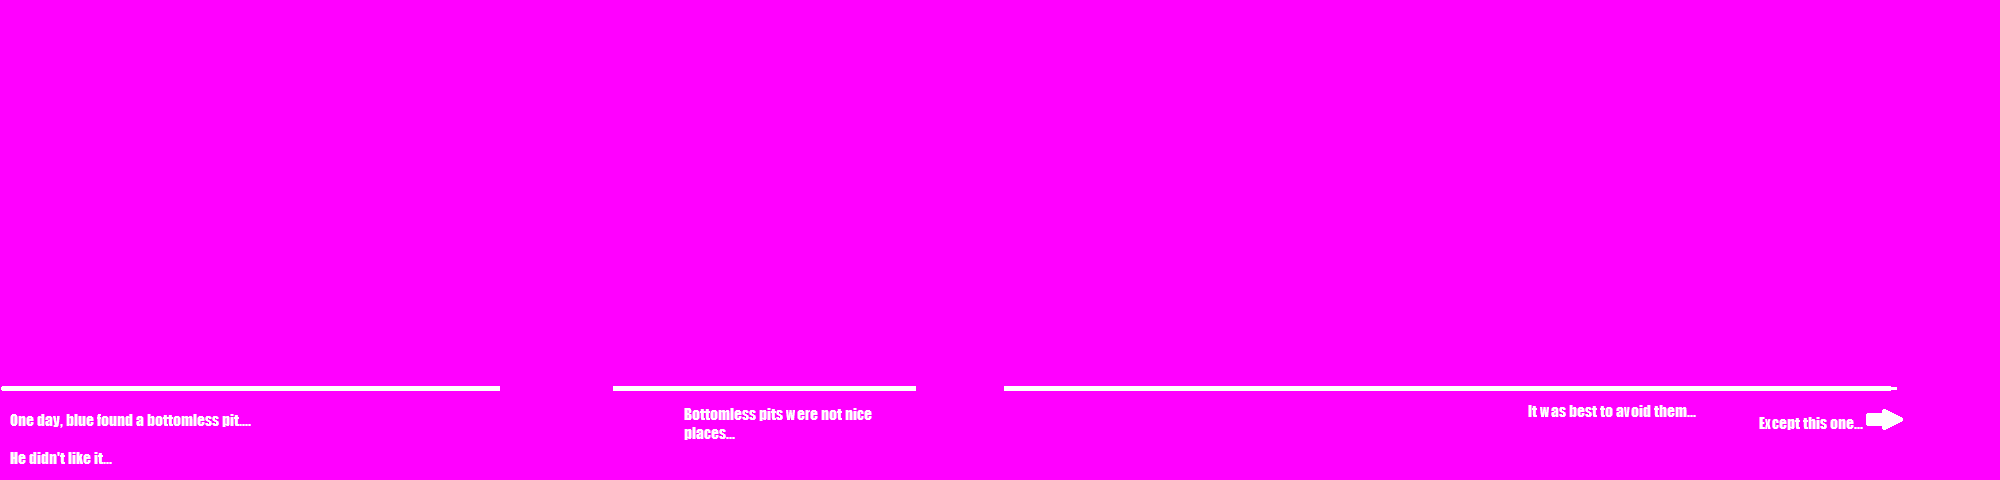 One day, blue found a bottomless pit....
He didn't like it...
Bottomless pits were not nice
places...
It was best to avoid them...
Except this one...